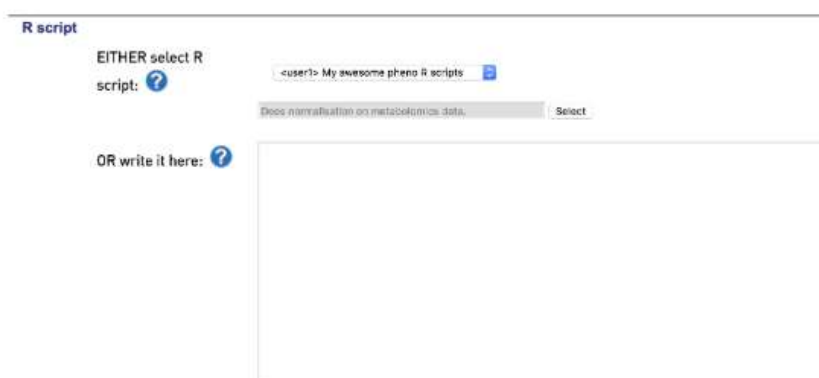 R script
EITHER select R
script:
<user1> My awesome pheno R scripts
Does normalisation on metabolomics data.
Select
OR write it here: